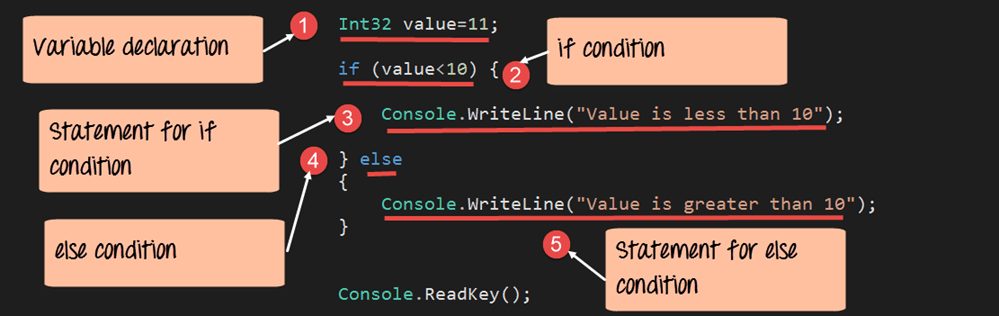 Variable declaration
1
Int32 value=11;
if (value<10) {
2
if condition
Statement for if
condition
3
Console.WriteLine("Value is less than 10");
4
} else
{
else condition
Console.WriteLine("Value is greater than 10");
}
5
Statement for else
condition
Console.ReadKey();